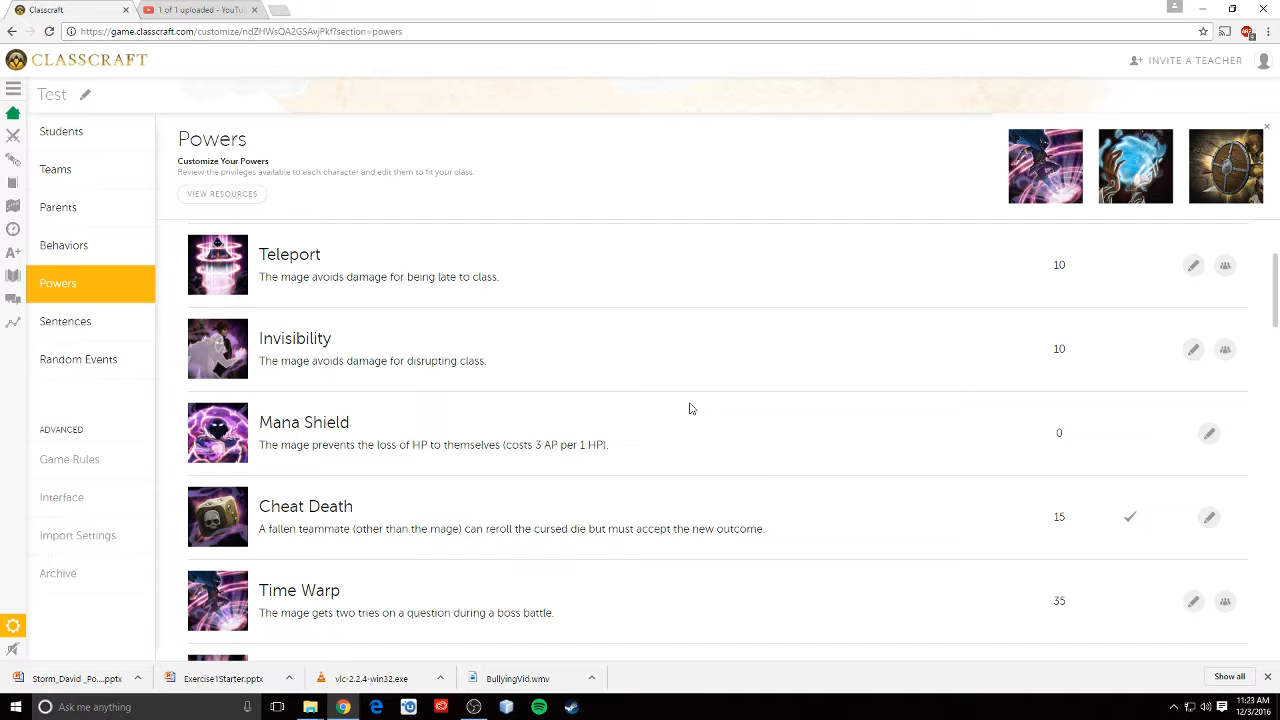 Classcraft
1 of 1 uploaded - YouTu
https://game.classcraft.com/customize/ndZHWsQA2GSAvjPkf?section=powers
CLASSCRAFT
INVITE A TEACHER
Test
Students
Teams
Parents
Behaviors
Powers
Sentences
Random Events
ADVANCED
Game Rules
Interface
Import Settings
Archive
A+
Powers
Customize Your Powers
Review the privileges available to each character and edit them to fit your class.
VIEW RESOURCES
Teleport
The mage avoids damage for being late to class.
10
Invisibility
The mage avoids damage for disrupting class.
10
Mana Shield
The mage prevents the loss of HP to themselves (costs 3 AP per 1 HP).
0
Cheat Death
A fallen teammate (other than the mage) can reroll the cursed die but must accept the new outcome.
15
Time Warp
The mage gets two tries on a question during a boss battle.
35
Storm_David _Po....pptx
Exercise1Starter.pptx
vlc-2.2.4-win32.exe
BullyingVid.wmv
Show all
Ask me anything
11:23 AM
12/3/2016